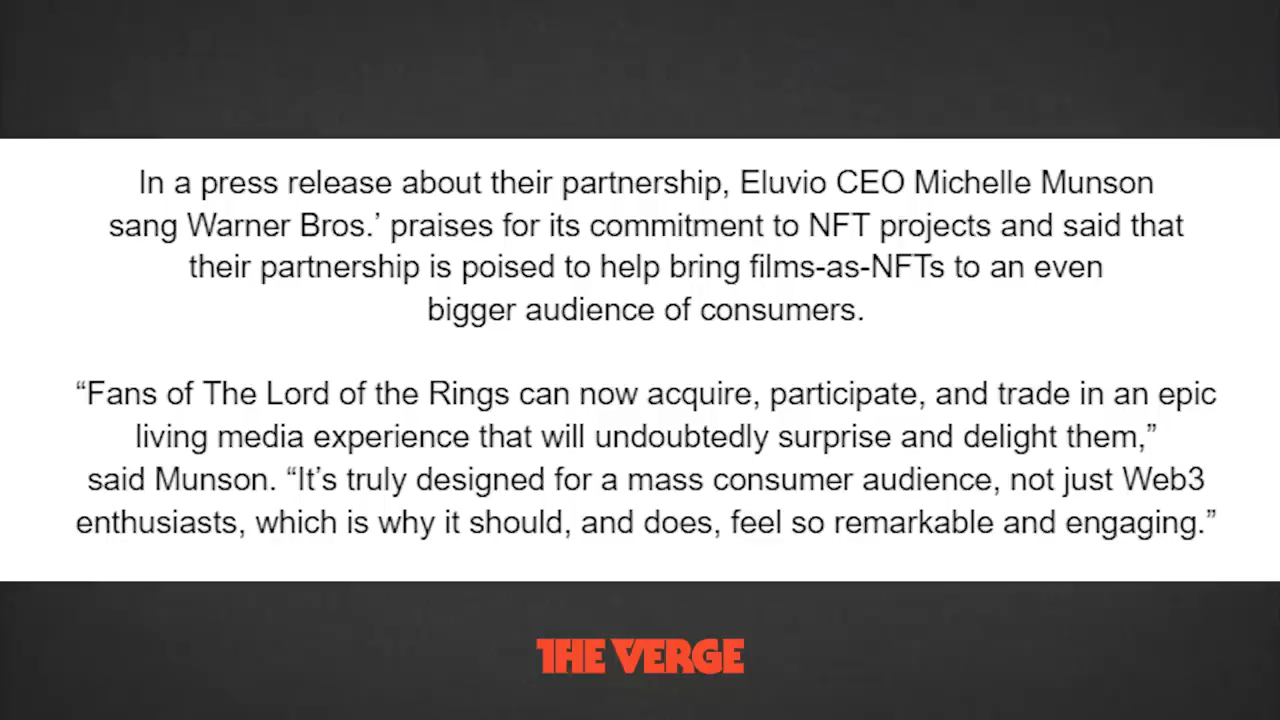 In a press release about their partnership, Eluvio CEO Michelle Munson
sang Warner Bros.’ praises for its commitment to NFT projects and said that
their partnership is poised to help bring films-as-NFTs to an even
bigger audience of consumers.
“Fans of The Lord of the Rings can now acquire, participate, and trade in an epic
living media experience that will undoubtedly surprise and delight them,”
said Munson. “It’s truly designed for a mass consumer audience, not just Web3
enthusiasts, which is why it should, and does, feel so remarkable and engaging.”
THE VERGE